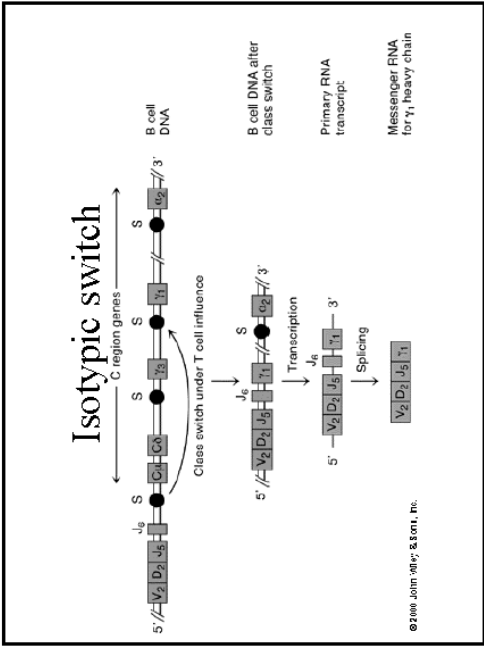 Isotypic switch
C region genes
S S S S
5' V₂ D₂ J₅ J₆ Cμ Cδ γ₃ γ₁ α₂ 3'
B cell
DNA
Class switch under T cell influence
J₆ S
5' V₂ D₂ J₅ γ₁ α₂ 3'
B cell DNA after
class switch
Transcription
J₆
5' V₂ D₂ J₅ γ₁ 3'
Primary RNA
transcript
Splicing
V₂ D₂ J₅ γ₁
Messenger RNA
for γ₁ heavy chain
©2000 John Wiley & Sons, Inc.